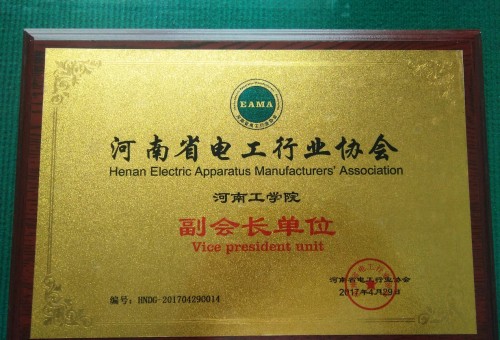 EAMA
河南省电工行业协会
Henan Electric Apparatus Manufacturers' Association
河南工学院
副会长单位
Vice president unit
河南省电工行业协会
2017年4月29日
编号：HNDG-201704290014